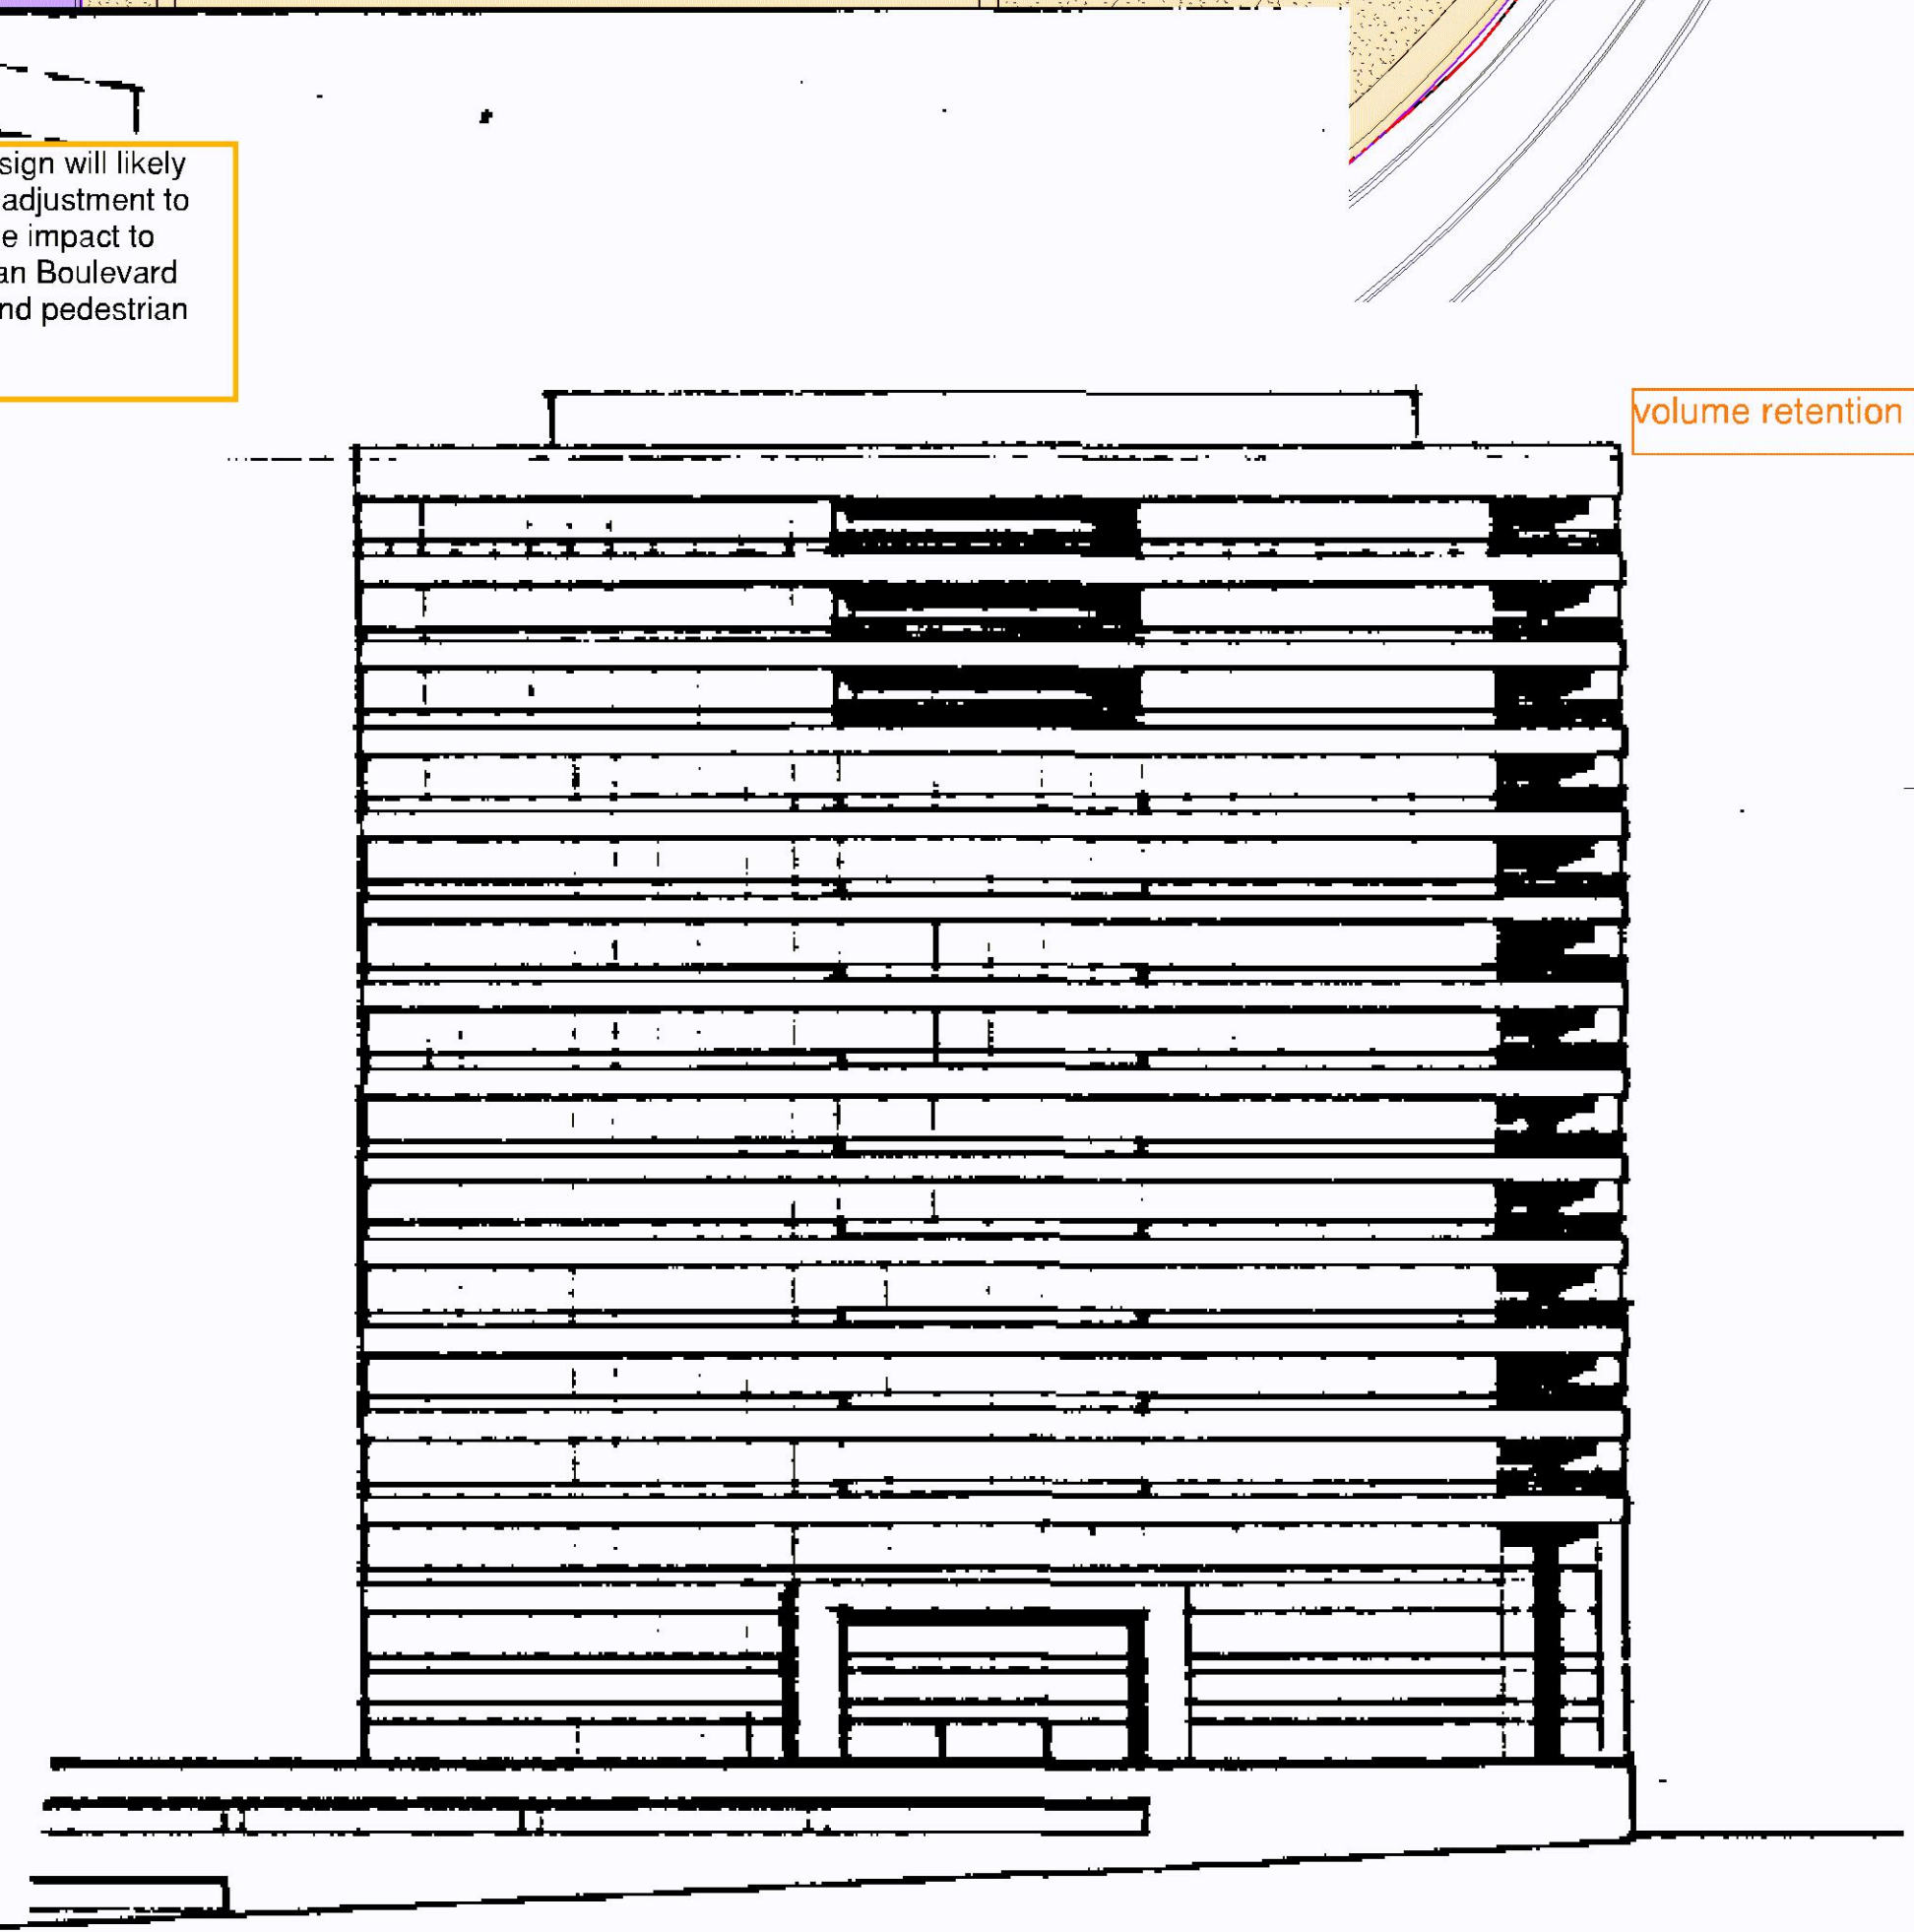 sign will likely
adjustment to
e impact to
an Boulevard
nd pedestrian
volume retention